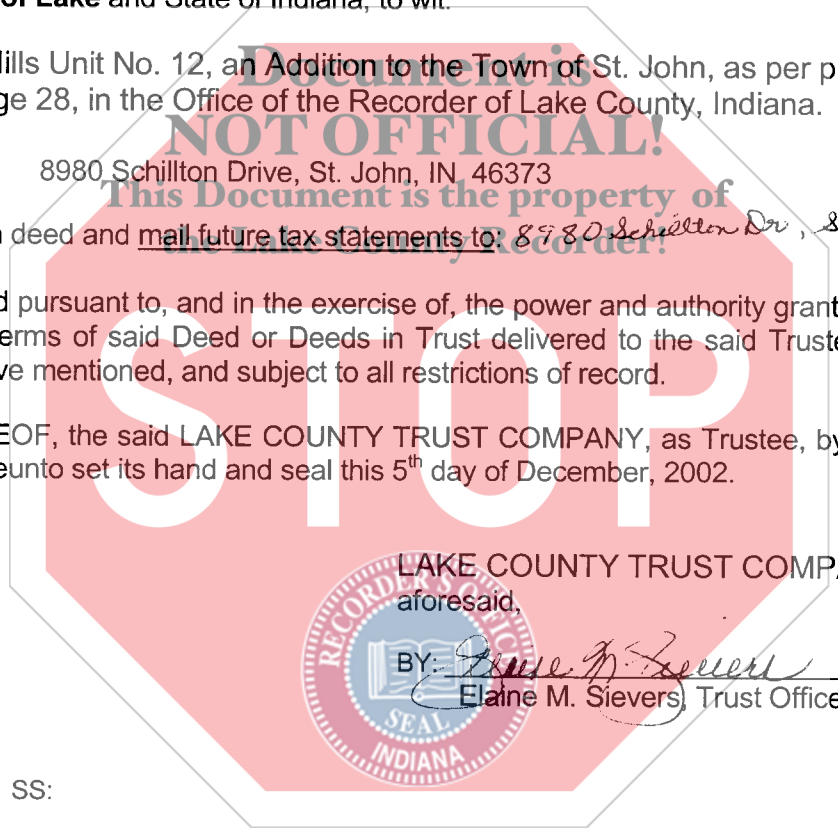 of Lake and State of Indiana, to wit:
ills Unit No. 12, an Addition to the Town of St. John, as per p
ge 28, in the Office of the Recorder of Lake County, Indiana.
Document is
NOT OFFICIAL!
This Document is the property of
the Lake County Recorder!
8980 Schillton Drive, St. John, IN 46373
deed and mail future tax statements to: 8980 Schillton Dr, S
d pursuant to, and in the exercise of, the power and authority grant
erms of said Deed or Deeds in Trust delivered to the said Truste
ve mentioned, and subject to all restrictions of record.
STOP
EOF, the said LAKE COUNTY TRUST COMPANY, as Trustee, by
eunto set its hand and seal this 5th day of December, 2002.
LAKE COUNTY TRUST COMPA
aforesaid,
BY: Elaine M. Sievers
Elaine M. Sievers, Trust Office
RECORDER'S OFFICE
SEAL
INDIANA
SS: